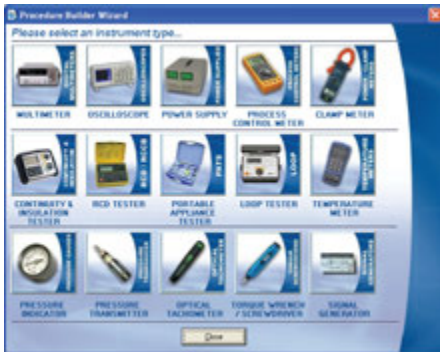 Procedure Builder Wizard
Please select an instrument type...
MULTIMETER
OSCILLOSCOPE
POWER SUPPLY
PROCESS
CONTROL METER
CLAMP METER
CONTINUITY &
INSULATION
TESTER
RCD TESTER
PORTABLE
APPLIANCE
TESTER
LOOP TESTER
TEMPERATURE
METER
PRESSURE
INDICATOR
PRESSURE
TRANSMITTER
OPTICAL
TACHOMETER
TORQUE WRENCH
/ SCREWDRIVER
SIGNAL
GENERATOR